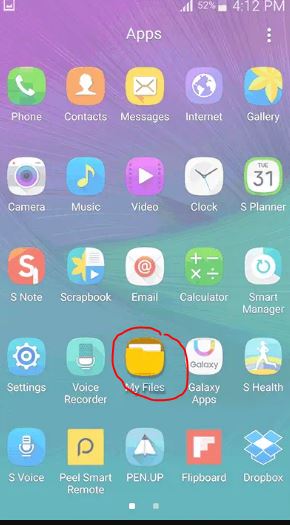 52% 4:12 PM
Apps
Phone Contacts Messages Internet Gallery
TUE
31
Camera Music Video Clock S Planner
S
@
S Note Scrapbook Email Calculator Smart
Manager
Galaxy
Settings Voice
Recorder My Files Galaxy
Apps S Health
S Voice Peel Smart
Remote PEN.UP Flipboard Dropbox